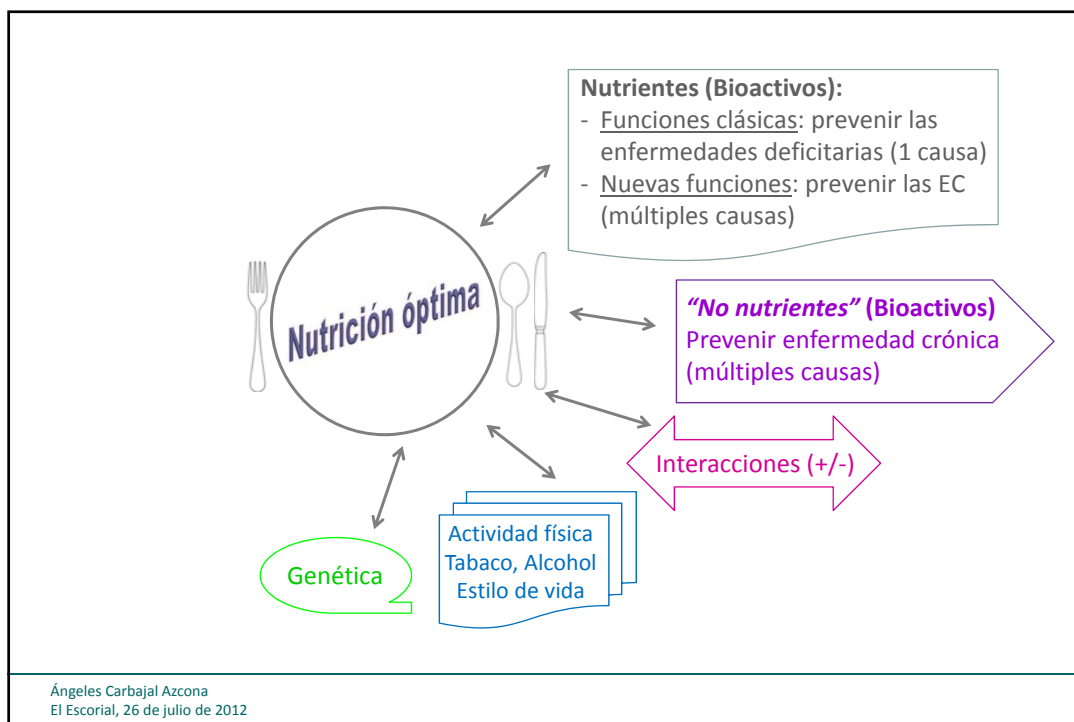 Nutrientes (Bioactivos):
- Funciones clásicas: prevenir las
enfermedades deficitarias (1 causa)
- Nuevas funciones: prevenir las EC
(múltiples causas)
Nutrición óptima
“No nutrientes” (Bioactivos)
Prevenir enfermedad crónica
(múltiples causas)
Interacciones (+/-)
Actividad física
Tabaco, Alcohol
Estilo de vida
Genética
Ángeles Carbajal Azcona
El Escorial, 26 de julio de 2012